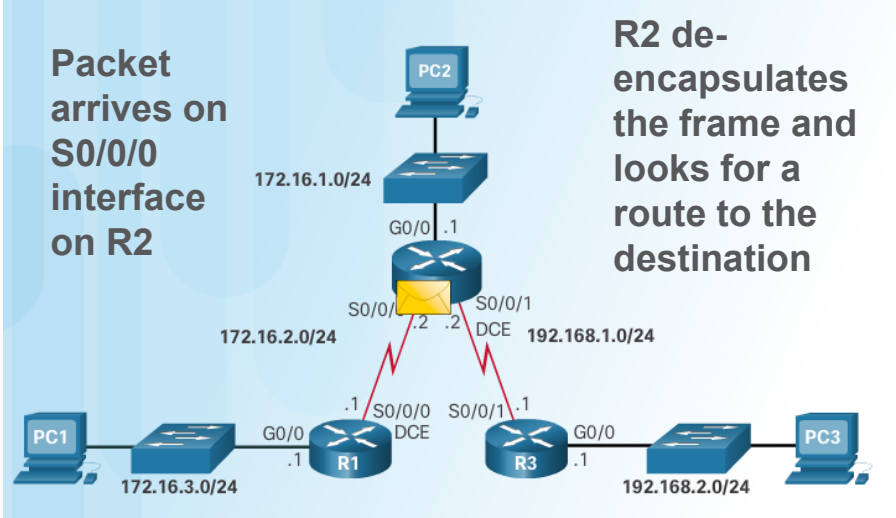 Packet
arrives on
S0/0/0
interface
on R2
R2 de-
encapsulates
the frame and
looks for a
route to the
destination
PC2
172.16.1.0/24
G0/0
.1
S0/0/
.2
.2
S0/0/1
DCE
172.16.2.0/24
192.168.1.0/24
.1
S0/0/0
DCE
S0/0/1
.1
PC1
G0/0
.1
R1
R3
G0/0
.1
PC3
172.16.3.0/24
192.168.2.0/24